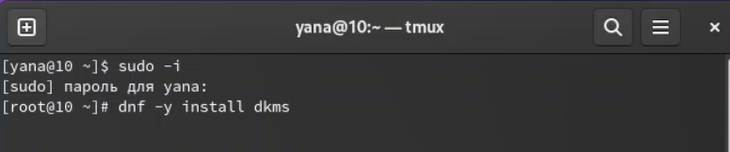 yana@10:~ — tmux
[yana@10 ~]$ sudo -i
[sudo] пароль для yana:
[root@10 ~]# dnf -y install dkms